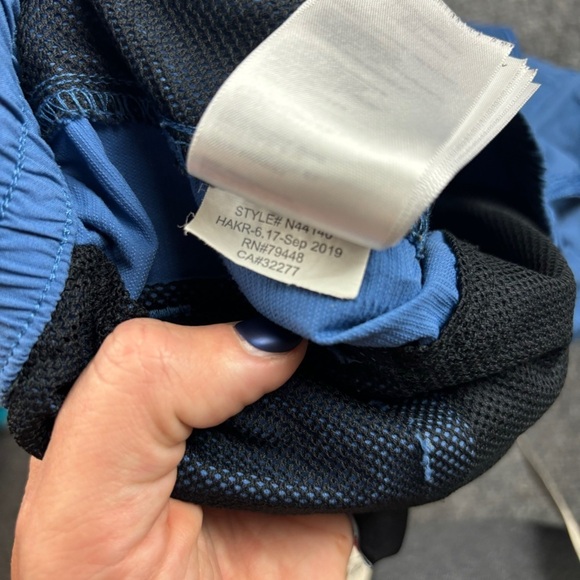 STYLE# N44140
HAKR-6,17-Sep 2019
RN#79448
CA#32277